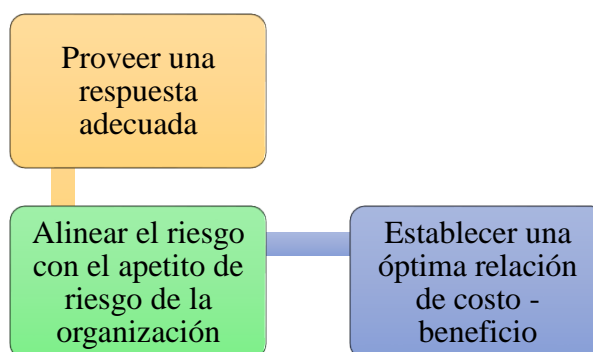 Proveer una
respuesta
adecuada
Alinear el riesgo
con el apetito de
riesgo de la
organización
Establecer una
óptima relación
de costo -
beneficio